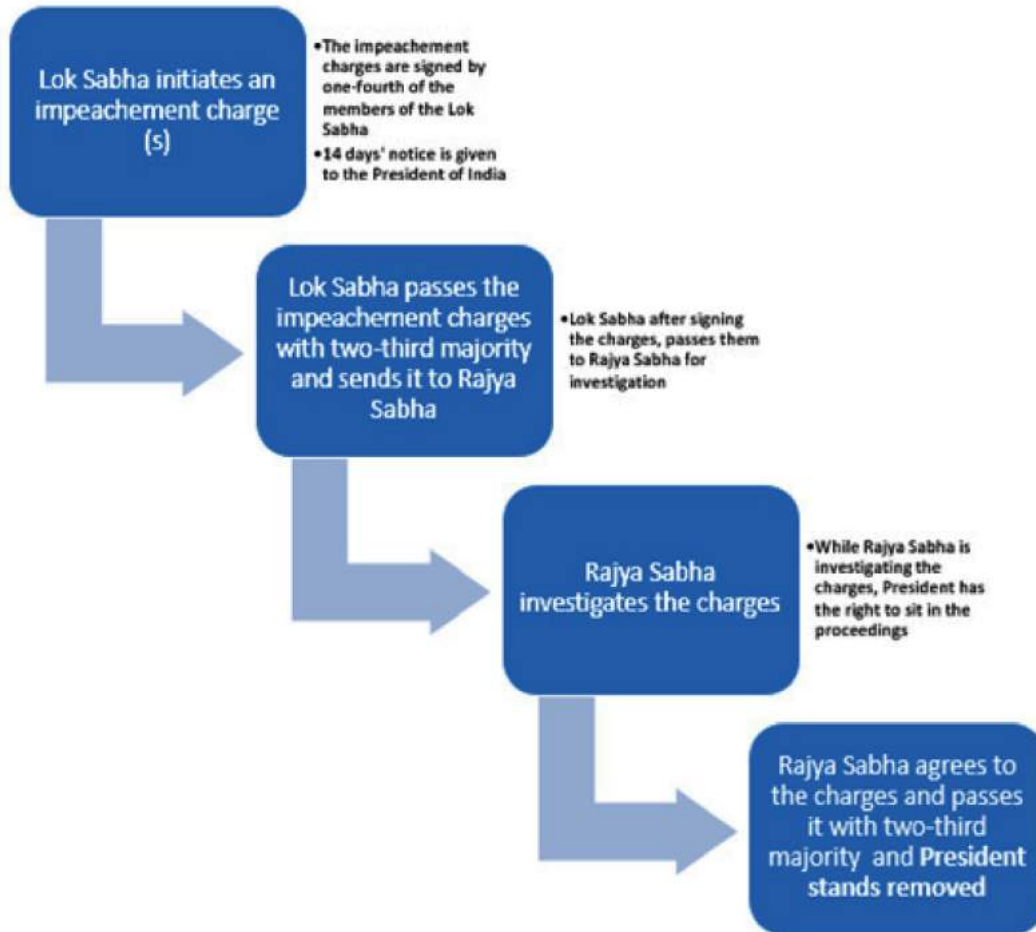 Lok Sabha initiates an
impeachement charge
(s)
•The impeachement
charges are signed by
one-fourth of the
members of the Lok
Sabha
•14 days' notice is given
to the President of India
Lok Sabha passes the
impeachement charges
with two-third majority
and sends it to Rajya
Sabha
•Lok Sabha after signing
the charges, passes them
to Rajya Sabha for
investigation
Rajya Sabha
investigates the charges
•While Rajya Sabha is
investigating the
charges, President has
the right to sit in the
proceedings
Rajya Sabha agrees to
the charges and passes
it with two-third
majority and President
stands removed